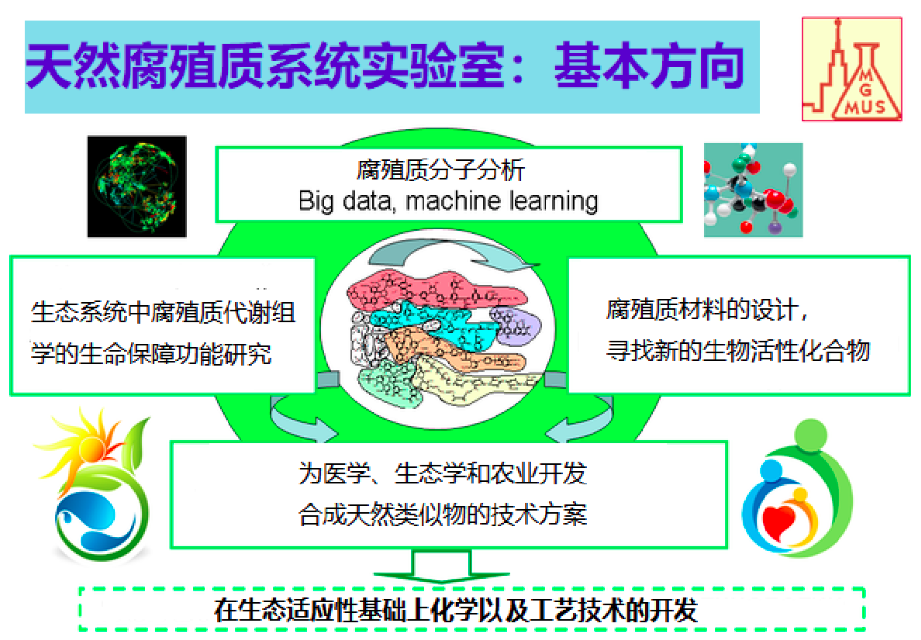 天然腐殖质系统实验室：基本方向
M
G
MUS
腐殖质分子分析
Big data, machine learning
生态系统中腐殖质代谢组
学的生命保障功能研究
腐殖质材料的设计，
寻找新的生物活性化合物
为医学、生态学和农业开发
合成天然类似物的技术方案
在生态适应性基础上化学以及工艺技术的开发